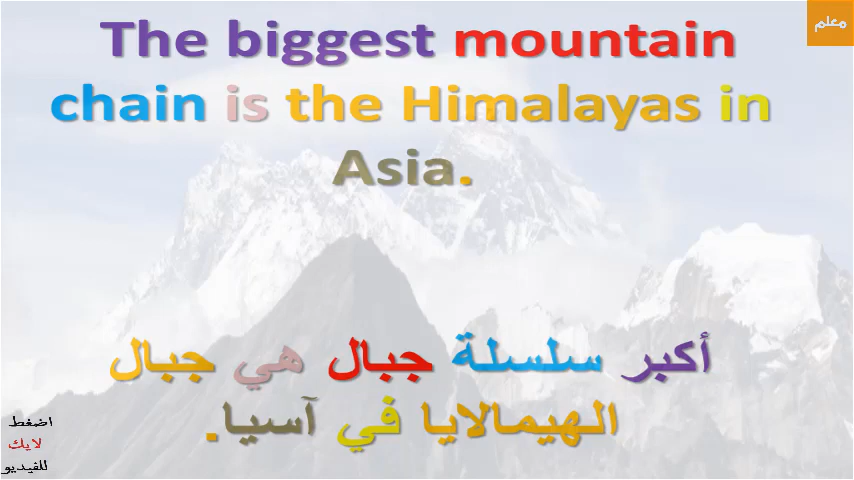 معلم
The biggest mountain
chain is the Himalayas in
Asia.
أكبر سلسلة جبال هي جبال
الهيمالايا في آسيا.
اضغط
لايك
للفيديو